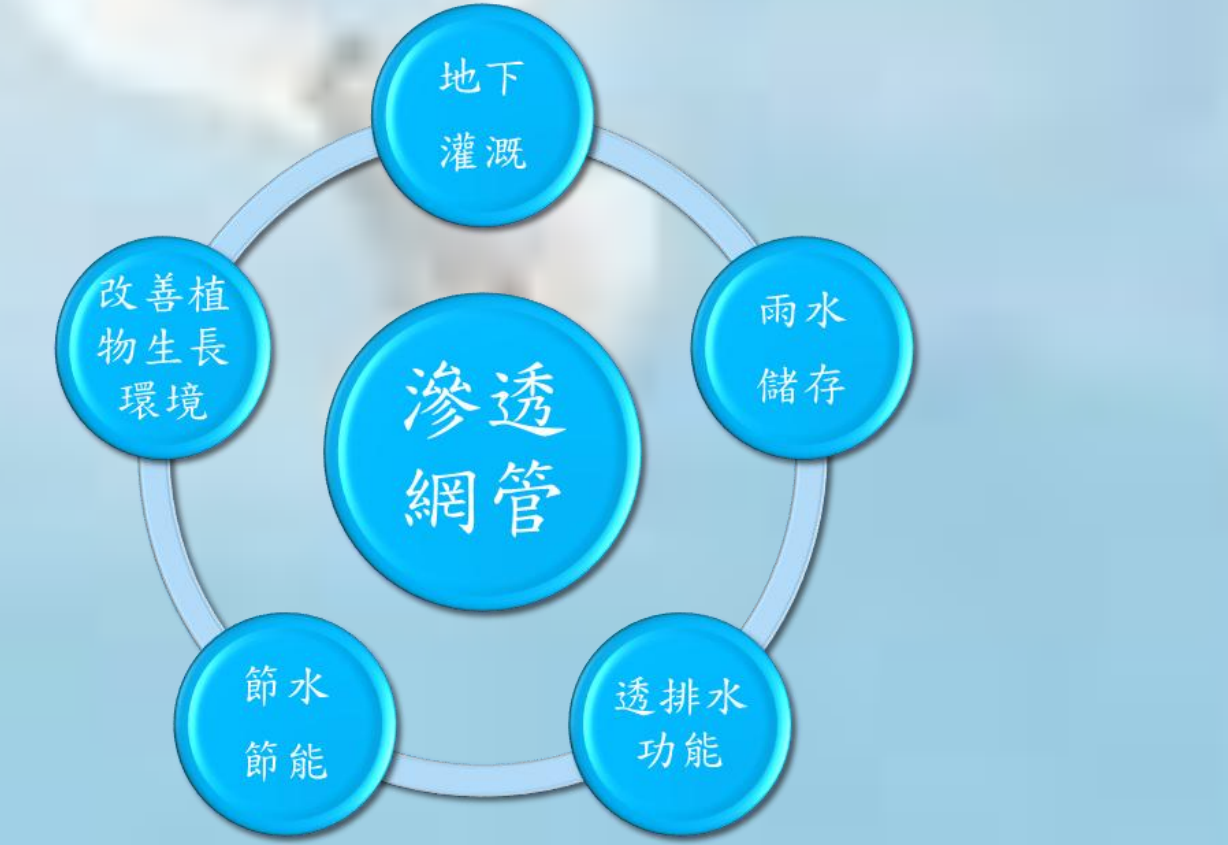 地下
灌溉
改善植
物生長
環境
雨水
儲存
滲透
網管
節水
節能
透排水
功能